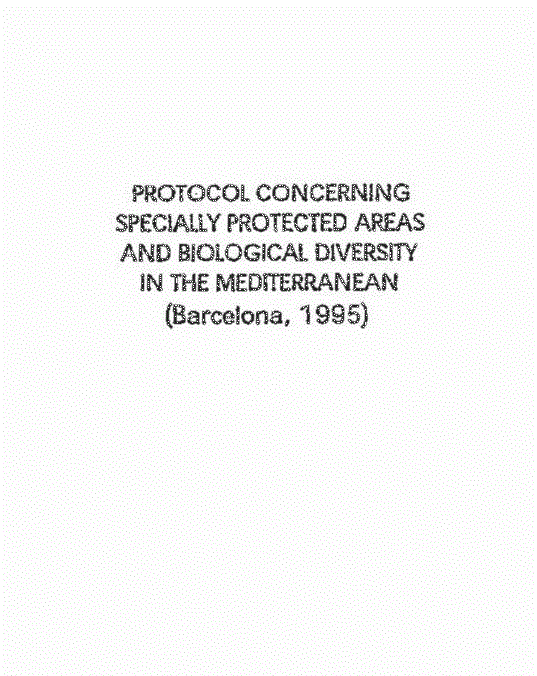 PROTOCOL CONCERNING
SPECIALLY PROTECTED AREAS
AND BIOLOGICAL DIVERSITY
IN THE MEDITERRANEAN
(Barcelona, 1995)